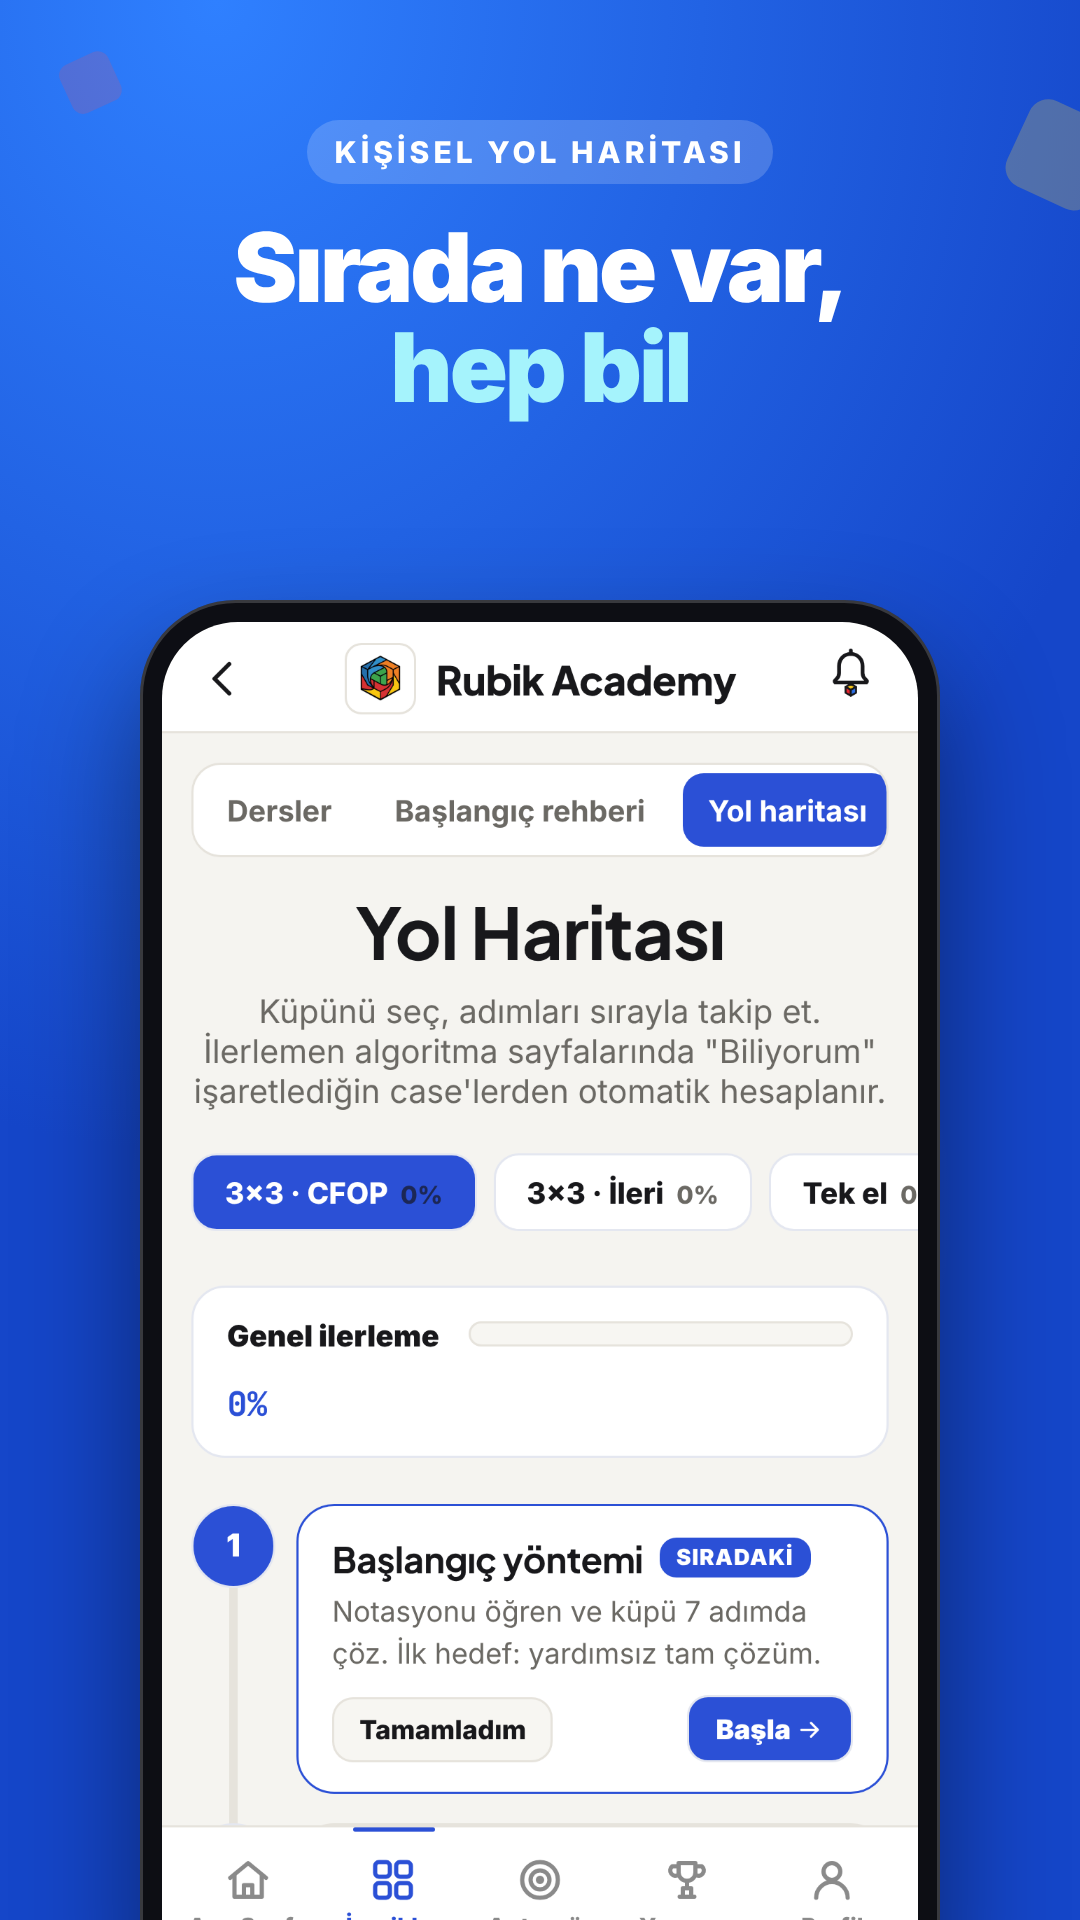 KİŞİSEL YOL HARİTASI
Sırada ne var,
hep bil
Rubik Academy
Dersler Başlangıç rehberi Yol haritası
Yol Haritası
Küpünü seç, adımları sırayla takip et.
İlerlemen algoritma sayfalarında "Biliyorum"
işaretlediğin case'lerden otomatik hesaplanır.
3×3 · CFOP 0% 3×3 · İleri 0% Tek el 0
Genel ilerleme
0%
1
Başlangıç yöntemi SIRADAKİ
Notasyonu öğren ve küpü 7 adımda
çöz. İlk hedef: yardımsız tam çözüm.
Tamamladım Başla →